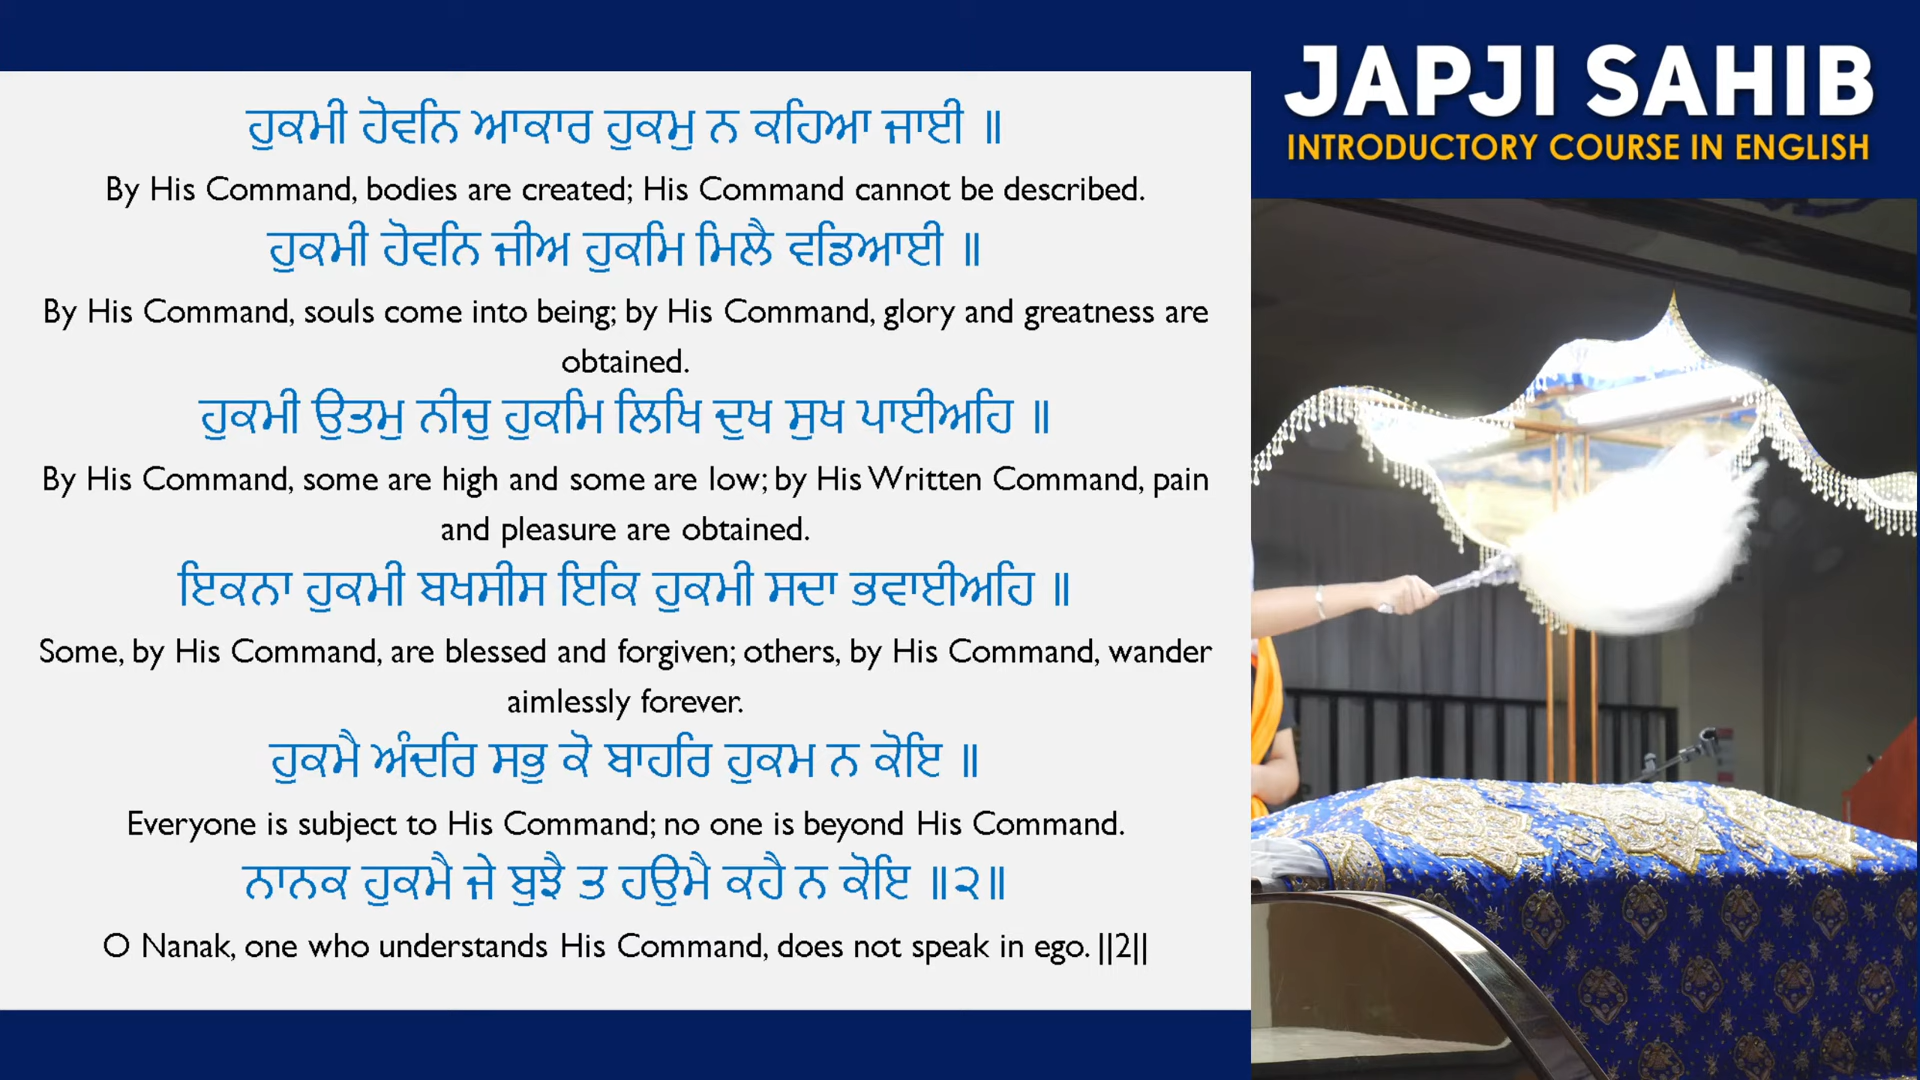 ਹੁਕਮੀ ਹੋਵਨਿ ਆਕਾਰ ਹੁਕਮੁ ਨ ਕਹਿਆ ਜਾਈ ॥
By His Command, bodies are created; His Command cannot be described.
ਹੁਕਮੀ ਹੋਵਨਿ ਜੀਅ ਹੁਕਮਿ ਮਿਲੈ ਵਡਿਆਈ ॥
By His Command, souls come into being; by His Command, glory and greatness are
obtained.
ਹੁਕਮੀ ਉਤਮੁ ਨੀਚੁ ਹੁਕਮਿ ਲਿਖਿ ਦੁਖ ਸੁਖ ਪਾਈਅਹਿ ॥
By His Command, some are high and some are low; by His Written Command, pain
and pleasure are obtained.
ਇਕਨਾ ਹੁਕਮੀ ਬਖਸੀਸ ਇਕਿ ਹੁਕਮੀ ਸਦਾ ਭਵਾਈਅਹਿ ॥
Some, by His Command, are blessed and forgiven; others, by His Command, wander
aimlessly forever.
ਹੁਕਮੈ ਅੰਦਰਿ ਸਭੁ ਕੋ ਬਾਹਰਿ ਹੁਕਮ ਨ ਕੋਇ ॥
Everyone is subject to His Command; no one is beyond His Command.
ਨਾਨਕ ਹੁਕਮੈ ਜੇ ਬੁਝੈ ਤ ਹਉਮੈ ਕਹੈ ਨ ਕੋਇ ॥੨॥
O Nanak, one who understands His Command, does not speak in ego. ||2||
JAPJI SAHIB
INTRODUCTORY COURSE IN ENGLISH